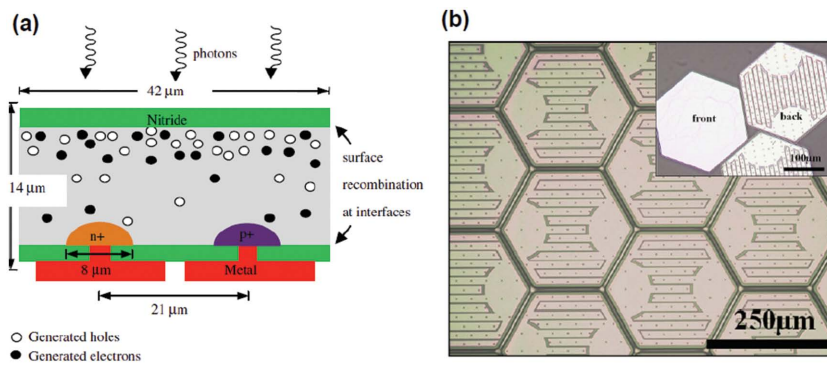 (a)
photons
42 μm
Nitride
14 μm
surface
recombination
at interfaces
n+
p+
8 μm
Metal
21 μm
Generated holes
Generated electrons
(b)
front
back
100μm
250μm